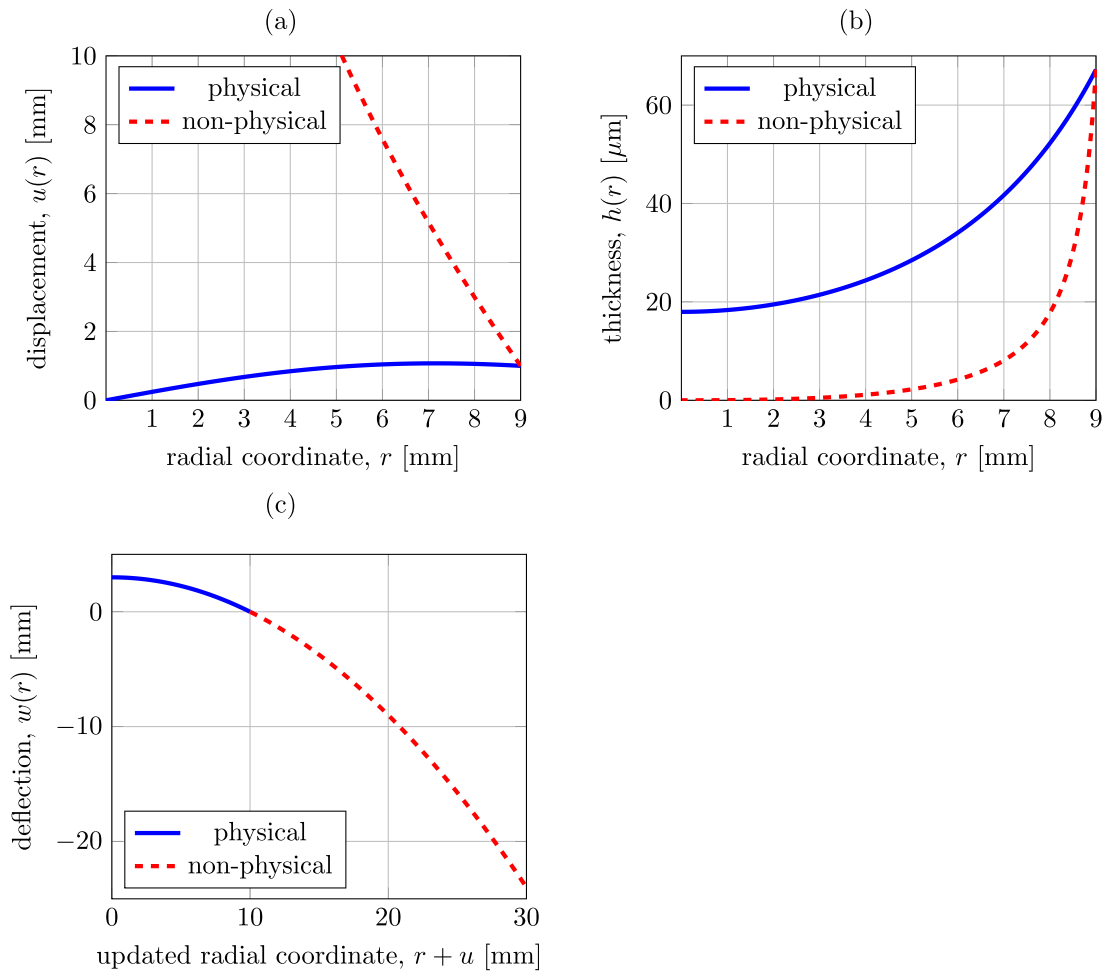 (a)
10
8
6
4
2
0
displacement, u(r) [mm]
physical
non-physical
1 2 3 4 5 6 7 8 9
radial coordinate, r [mm]
(b)
60
40
20
0
thickness, h(r) [μm]
physical
non-physical
1 2 3 4 5 6 7 8 9
radial coordinate, r [mm]
(c)
0
−10
−20
deflection, w(r) [mm]
physical
non-physical
0 10 20 30
updated radial coordinate, r + u [mm]